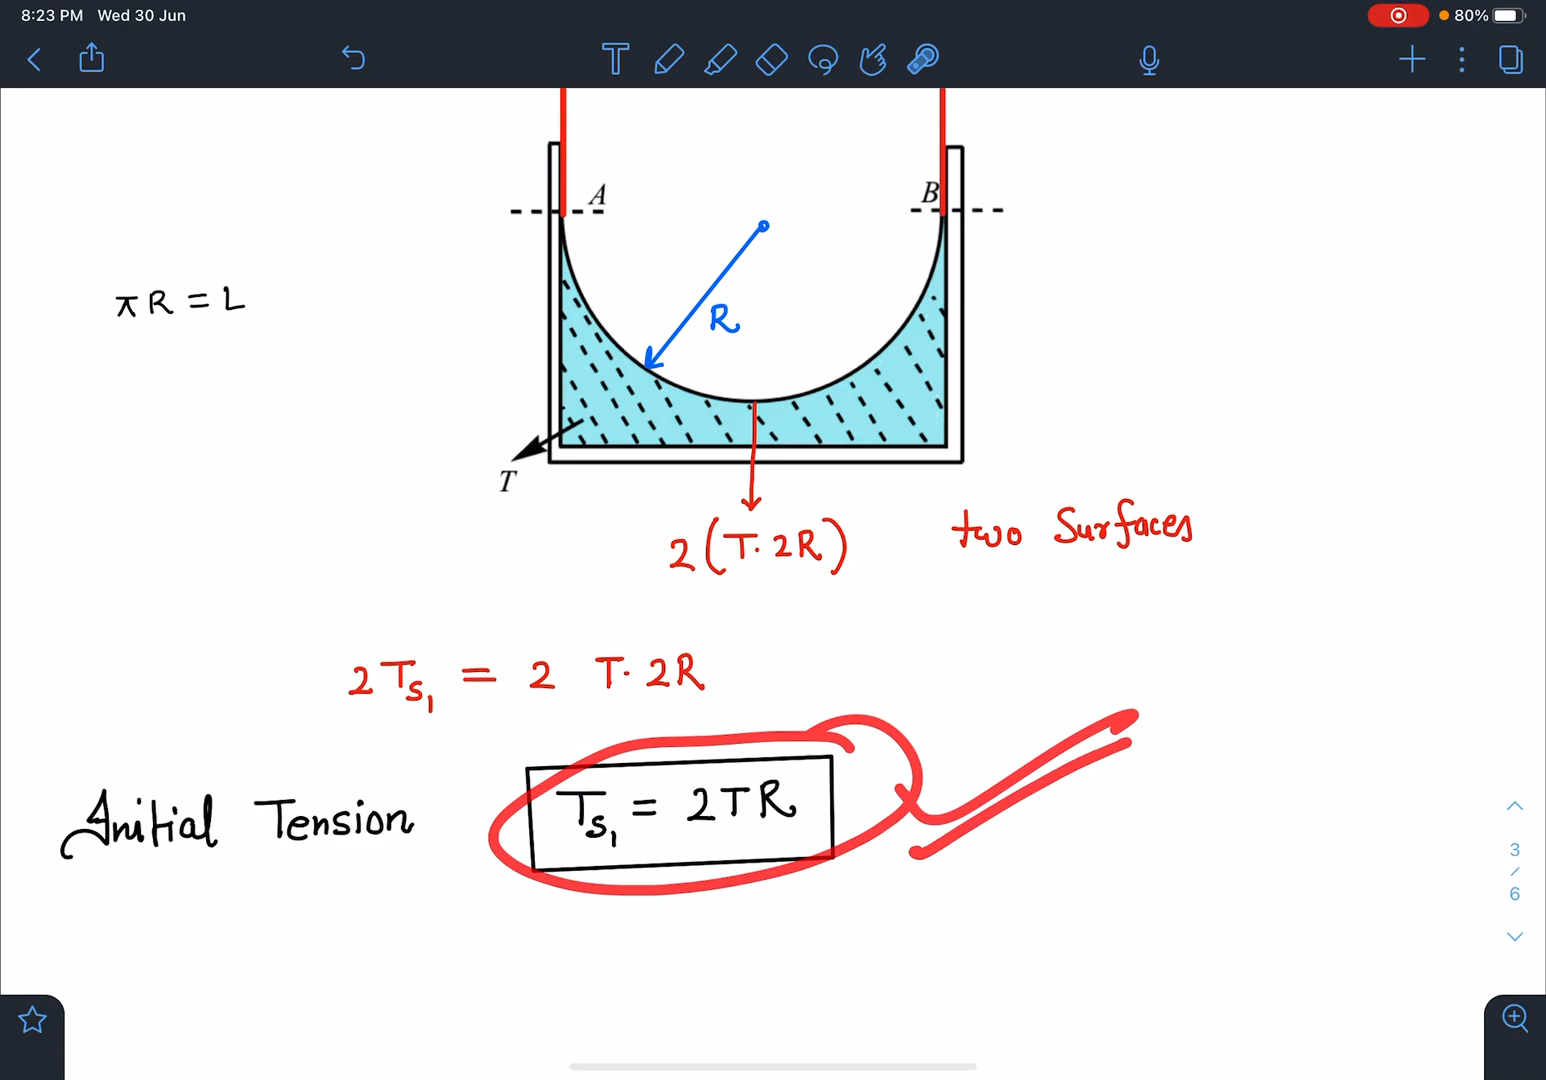 8:23 PM Wed 30 Jun
80%
A
B
R
πR = L
T
2(T·2R)
two Surfaces
2Ts₁ = 2 T·2R
Initial Tension
Ts₁ = 2TR
3
/
6